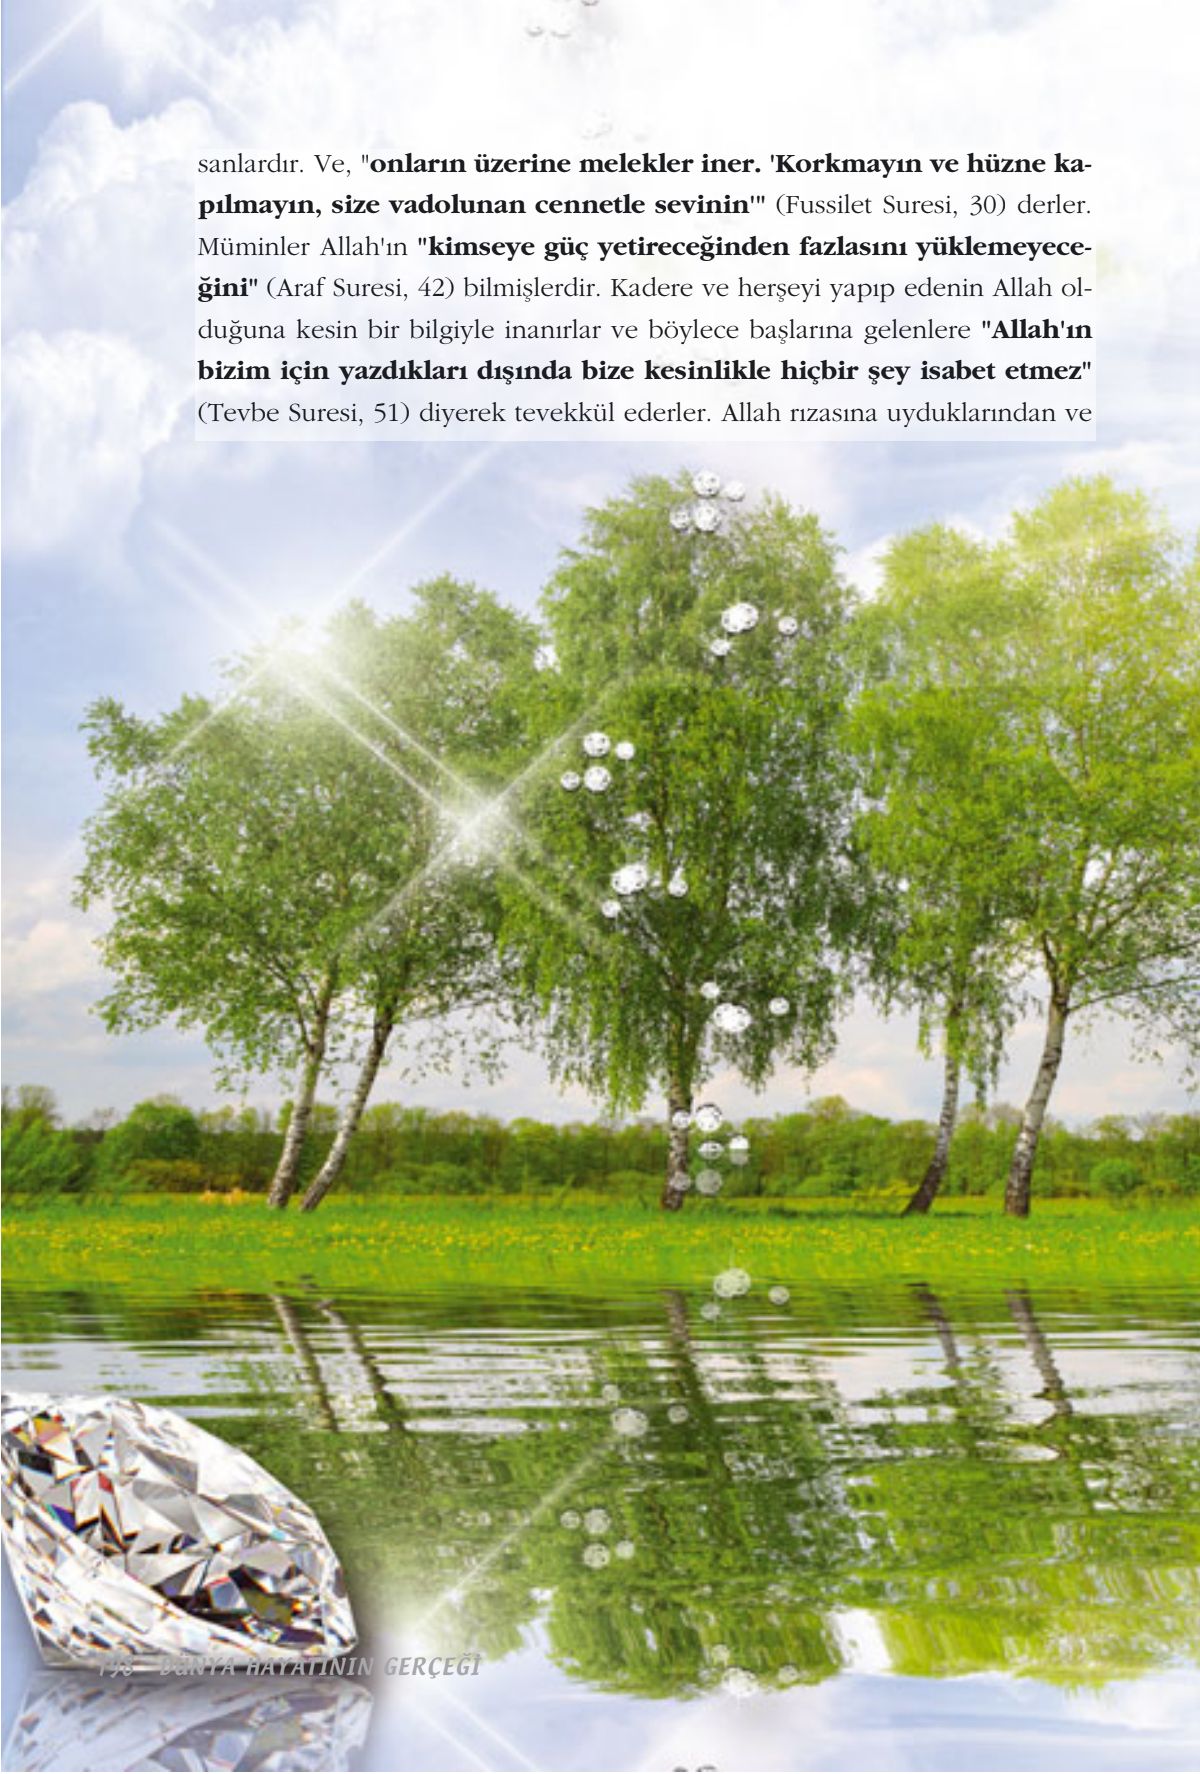 sanlardır. Ve, "onların üzerine melekler iner. 'Korkmayın ve hüzne ka-
pılmayın, size vadolunan cennetle sevinin'" (Fussilet Suresi, 30) derler.
Müminler Allah'ın "kimseye güç yetireceğinden fazlasını yüklemeyece-
ğini" (Araf Suresi, 42) bilmişlerdir. Kadere ve herşeyi yapıp edenin Allah ol-
duğuna kesin bir bilgiyle inanırlar ve böylece başlarına gelenlere "Allah'ın
bizim için yazdıkları dışında bize kesinlikle hiçbir şey isabet etmez"
(Tevbe Suresi, 51) diyerek tevekkül ederler. Allah rızasına uyduklarından ve
DÜNYA HAYATININ GERÇEĞİ